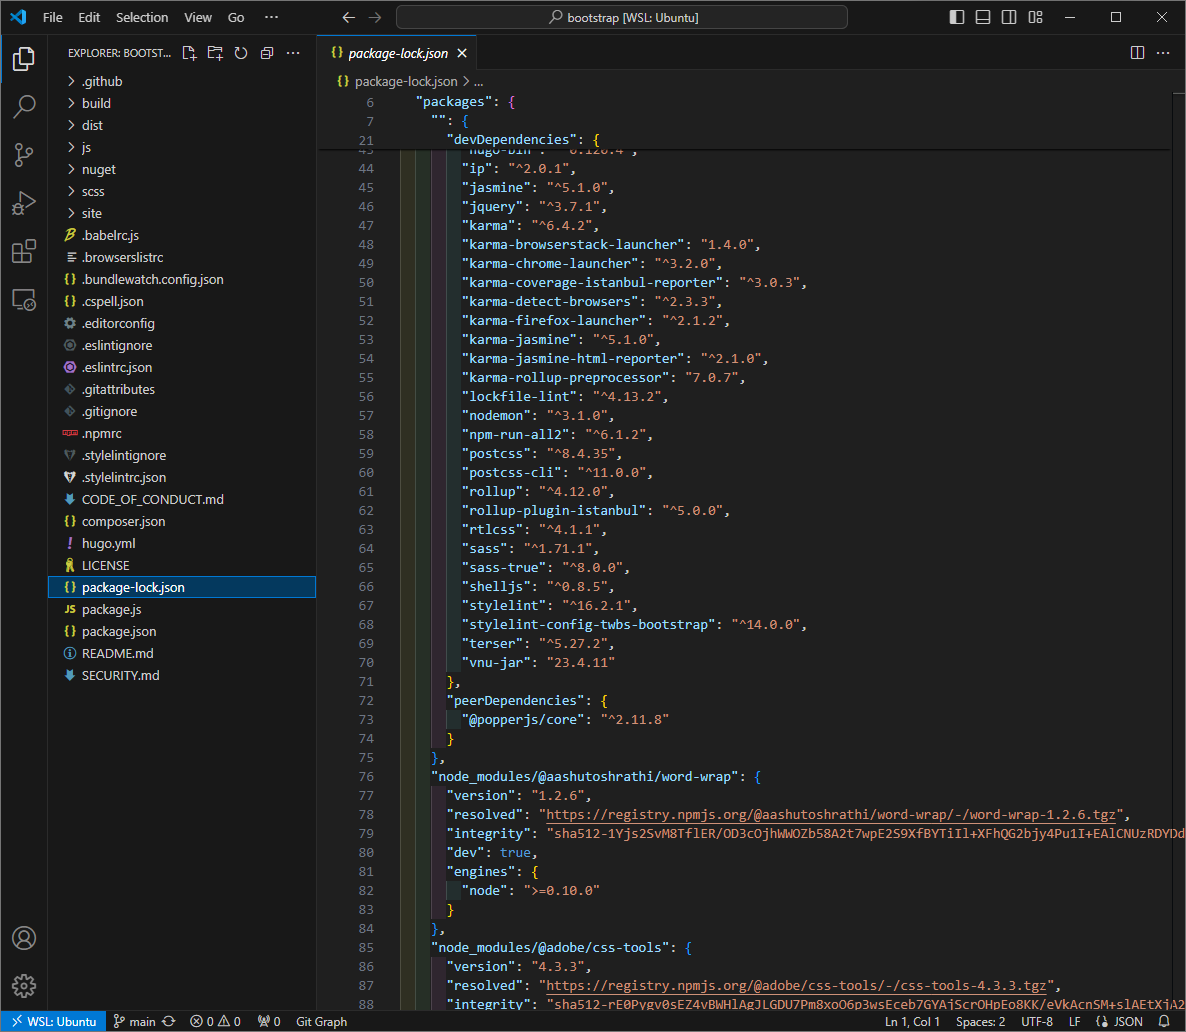 File Edit Selection View Go ··· bootstrap [WSL: Ubuntu]
EXPLORER: BOOTST...
.github
build
dist
js
nuget
scss
site
.babelrc.js
.browserslistrc
.bundlewatch.config.json
.cspell.json
.editorconfig
.eslintignore
.eslintrc.json
.gitattributes
.gitignore
.npmrc
.stylelintignore
.stylelintrc.json
CODE_OF_CONDUCT.md
composer.json
hugo.yml
LICENSE
package-lock.json
package.js
package.json
README.md
SECURITY.md
package-lock.json
package-lock.json > ...
6 "packages": {
7 "": {
21 "devDependencies": {
44 "ip": "^2.0.1",
45 "jasmine": "^5.1.0",
46 "jquery": "^3.7.1",
47 "karma": "^6.4.2",
48 "karma-browserstack-launcher": "1.4.0",
49 "karma-chrome-launcher": "^3.2.0",
50 "karma-coverage-istanbul-reporter": "^3.0.3",
51 "karma-detect-browsers": "^2.3.3",
52 "karma-firefox-launcher": "^2.1.2",
53 "karma-jasmine": "^5.1.0",
54 "karma-jasmine-html-reporter": "^2.1.0",
55 "karma-rollup-preprocessor": "7.0.7",
56 "lockfile-lint": "^4.13.2",
57 "nodemon": "^3.1.0",
58 "npm-run-all2": "^6.1.2",
59 "postcss": "^8.4.35",
60 "postcss-cli": "^11.0.0",
61 "rollup": "^4.12.0",
62 "rollup-plugin-istanbul": "^5.0.0",
63 "rtlcss": "^4.1.1",
64 "sass": "^1.71.1",
65 "sass-true": "^8.0.0",
66 "shelljs": "^0.8.5",
67 "stylelint": "^16.2.1",
68 "stylelint-config-twbs-bootstrap": "^14.0.0",
69 "terser": "^5.27.2",
70 "vnu-jar": "23.4.11"
71 },
72 "peerDependencies": {
73 "@popperjs/core": "^2.11.8"
74 }
75 },
76 "node_modules/@aashutoshrathi/word-wrap": {
77 "version": "1.2.6",
78 "resolved": "https://registry.npmjs.org/@aashutoshrathi/word-wrap/-/word-wrap-1.2.6.tgz",
79 "integrity": "sha512-1Yjs2SvM8TflER/OD3cOjhWWOZb58A2t7wpE2S9XfBYTiIl+XFhQG2bjy4Pu1I+EAlCNUzRDYDd
80 "dev": true,
81 "engines": {
82 "node": ">=0.10.0"
83 }
84 },
85 "node_modules/@adobe/css-tools": {
86 "version": "4.3.3",
87 "resolved": "https://registry.npmjs.org/@adobe/css-tools/-/css-tools-4.3.3.tgz",
88 "integrity": "sha512-rE0Pygv0sEZ4vBWHlAgJLGDU7Pm8xoO6p3wsEceb7GYAjScrOHpEo8KK/eVkAcnSM+slAEtXjA2
WSL: Ubuntu main 0 0 0 Git Graph Ln 1, Col 1 Spaces: 2 UTF-8 LF {} JSON